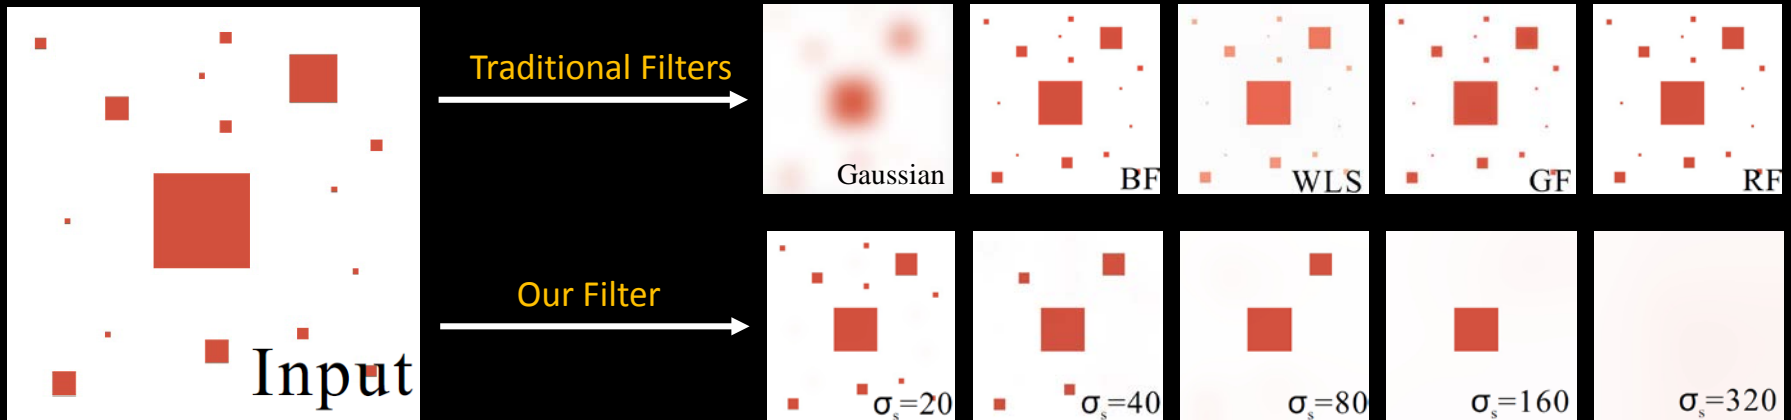 Input
Traditional Filters
Gaussian
BF
WLS
GF
RF
Our Filter
σₛ=20
σₛ=40
σₛ=80
σₛ=160
σₛ=320